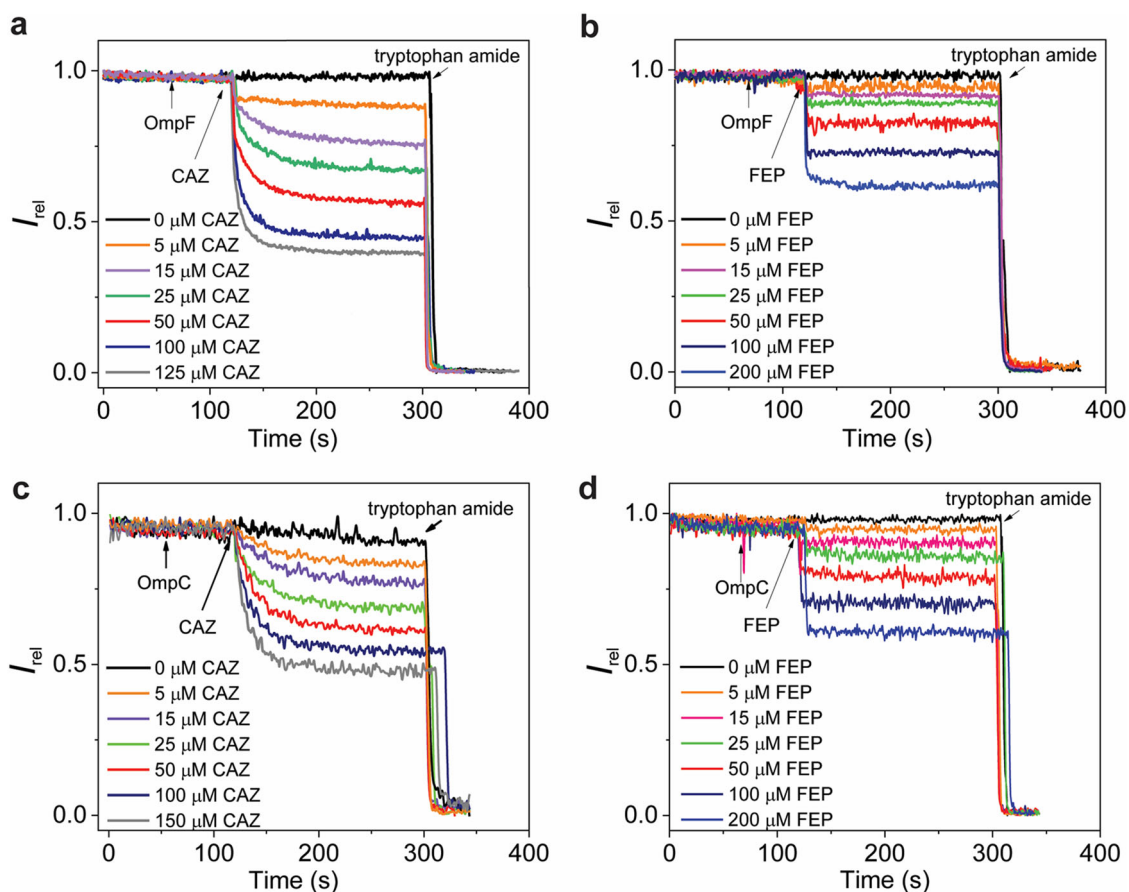 a
tryptophan amide
1.0
OmpF
CAZ
I rel
0.5
0 μM CAZ
5 μM CAZ
15 μM CAZ
25 μM CAZ
50 μM CAZ
100 μM CAZ
125 μM CAZ
0.0
0 100 200 300 400
Time (s)
b
tryptophan amide
1.0
OmpF
FEP
I rel
0.5
0 μM FEP
5 μM FEP
15 μM FEP
25 μM FEP
50 μM FEP
100 μM FEP
200 μM FEP
0.0
0 100 200 300 400
Time (s)
c
tryptophan amide
1.0
OmpC
CAZ
I rel
0.5
0 μM CAZ
5 μM CAZ
15 μM CAZ
25 μM CAZ
50 μM CAZ
100 μM CAZ
150 μM CAZ
0.0
0 100 200 300 400
Time (s)
d
tryptophan amide
1.0
OmpC
FEP
I rel
0.5
0 μM FEP
5 μM FEP
15 μM FEP
25 μM FEP
50 μM FEP
100 μM FEP
200 μM FEP
0.0
0 100 200 300 400
Time (s)